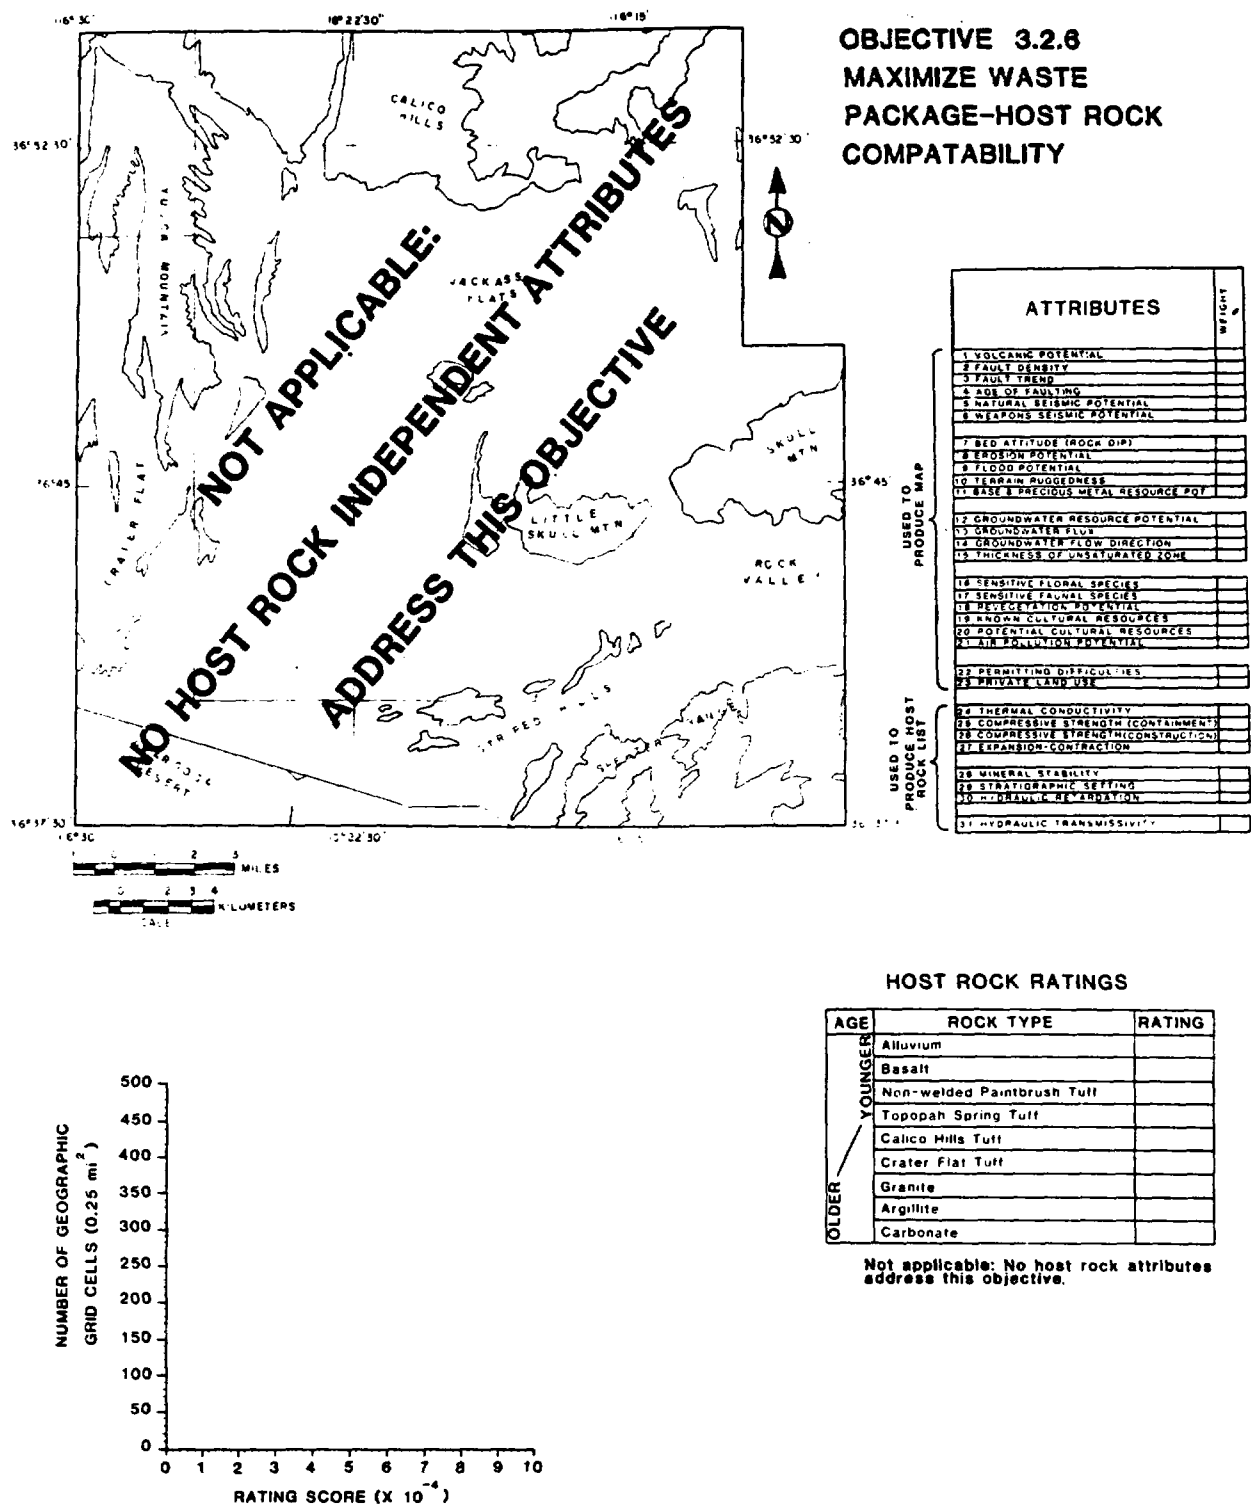 OBJECTIVE 3.2.6
MAXIMIZE WASTE
PACKAGE-HOST ROCK
COMPATABILITY
36°52'30"
CALICO
HILLS
JACKASS
FLATS
SKULL
MTN
LITTLE
SKULL MTN
ROCK
VALLEY
NOT APPLICABLE:
NO HOST ROCK INDEPENDENT ATTRIBUTES
ADDRESS THIS OBJECTIVE
36°45'
MILES
KILOMETERS
ATTRIBUTES
WEIGHT
%
USED TO
PRODUCE MAP
1 VOLCANIC POTENTIAL
2 FAULT DENSITY
3 FAULT TREND
4 AGE OF FAULTING
5 NATURAL SEISMIC POTENTIAL
6 WEAPONS SEISMIC POTENTIAL
7 BED ATTITUDE (ROCK DIP)
8 EROSION POTENTIAL
9 FLOOD POTENTIAL
10 TERRAIN RUGGEDNESS
11 BASE & PRECIOUS METAL RESOURCE POT
12 GROUNDWATER RESOURCE POTENTIAL
13 GROUNDWATER FLUX
14 GROUNDWATER FLOW DIRECTION
15 THICKNESS OF UNSATURATED ZONE
16 SENSITIVE FLORAL SPECIES
17 SENSITIVE FAUNAL SPECIES
18 REVEGETATION POTENTIAL
19 KNOWN CULTURAL RESOURCES
20 POTENTIAL CULTURAL RESOURCES
21 AIR POLLUTION POTENTIAL
22 PERMITTING DIFFICULTIES
23 PRIVATE LAND USE
USED TO
PRODUCE HOST
ROCK LIST
24 THERMAL CONDUCTIVITY
25 COMPRESSIVE STRENGTH (CONTAINMENT)
26 COMPRESSIVE STRENGTH (CONSTRUCTION)
27 EXPANSION-CONTRACTION
28 MINERAL STABILITY
29 STRATIGRAPHIC SETTING
30 HYDRAULIC RETARDATION
31 HYDRAULIC TRANSMISSIVITY
HOST ROCK RATINGS
AGE ROCK TYPE RATING
YOUNGER
OLDER
Alluvium
Basalt
Non-welded Paintbrush Tuff
Topopah Spring Tuff
Calico Hills Tuff
Crater Flat Tuff
Granite
Argillite
Carbonate
Not applicable: No host rock attributes
address this objective.
NUMBER OF GEOGRAPHIC
GRID CELLS (0.25 mi²)
500
450
400
350
300
250
200
150
100
50
0
0 1 2 3 4 5 6 7 8 9 10
RATING SCORE (X 10⁻⁴)